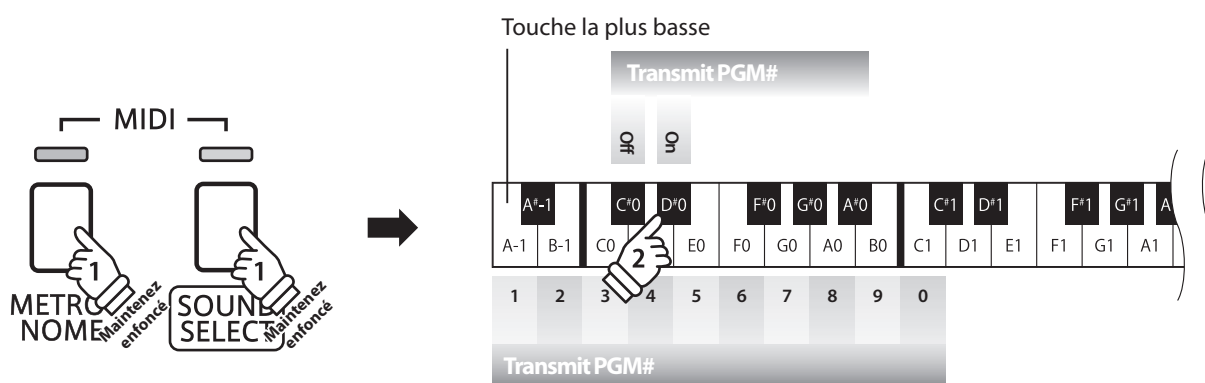 Touche la plus basse
Transmit PGM#
Off On
MIDI
A#-1 C#0 D#0 F#0 G#0 A#0 C#1 D#1 F#1 G#1 A
A-1 B-1 C0 E0 F0 G0 A0 B0 C1 D1 E1 F1 G1 A1
1 1 2
METRO
NOME
Maintenez
enfoncé
SOUND
SELECT
Maintenez
enfoncé
1 2 3 4 5 6 7 8 9 0
Transmit PGM#